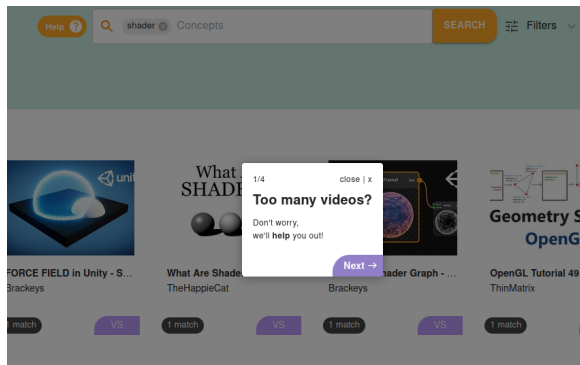 Help ?
shader
Concepts
SEARCH
Filters
unit
What
SHADE
Geometry S
OpenG
1/4
close | x
Too many videos?
Don't worry,
we'll help you out!
Next →
FORCE FIELD in Unity - S...
Brackeys
1 match
VS
What Are Shade
TheHappieCat
1 match
VS
ader Graph - ...
Brackeys
1 match
VS
OpenGL Tutorial 49
ThinMatrix
1 match